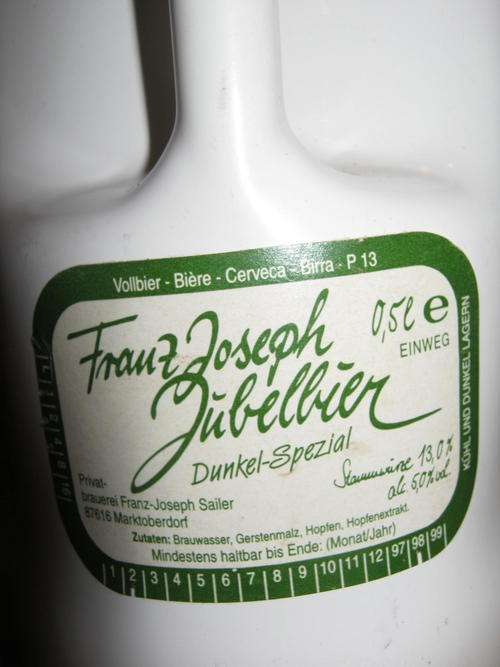 Vollbier - Bière - Cerveca - Birra - P 13
Franz Joseph
Jubelbier
0,5l e
EINWEG
Dunkel-Spezial
Stammwürze 13,0%
alc 5,0% vol.
Privat-
brauerei Franz-Joseph Sailer
87616 Marktoberdorf
Zutaten: Brauwasser, Gerstenmalz, Hopfen, Hopfenextrakt.
Mindestens haltbar bis Ende: (Monat/Jahr)
1 2 3 4 5 6 7 8 9 10 11 12 97 98 99
KÜHL UND DUNKEL LAGERN